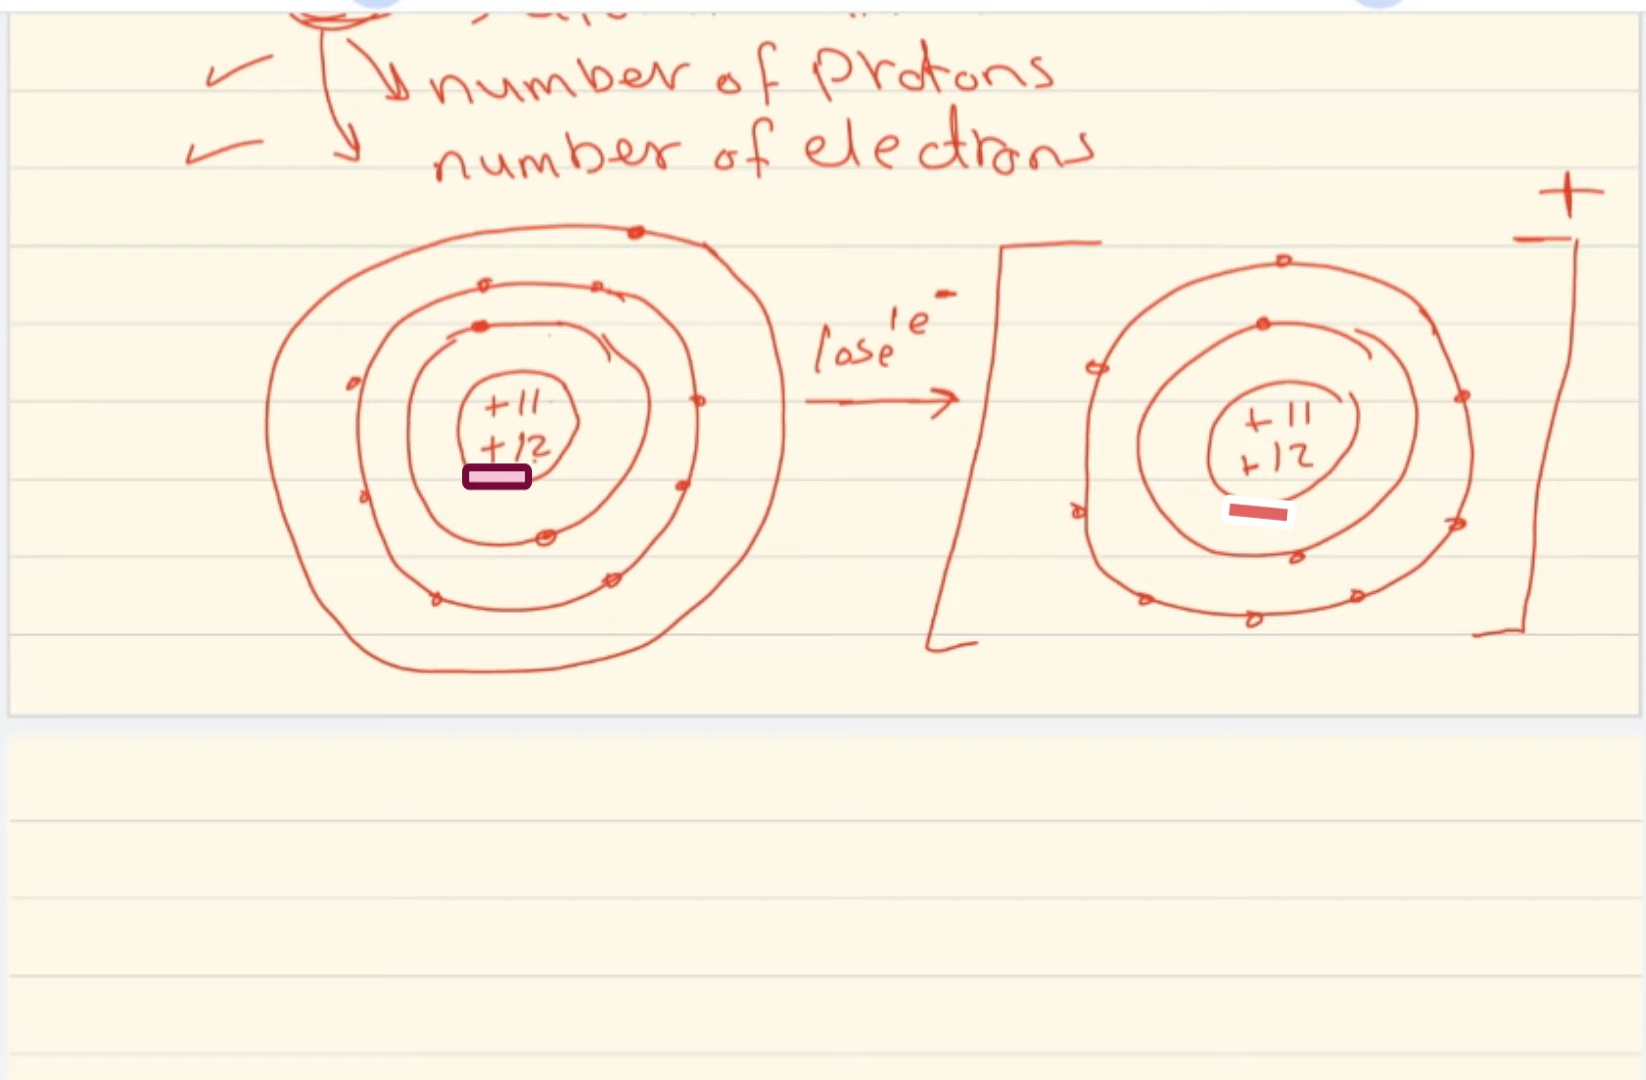 number of protons
number of electrons
+
lose 1e-
+11
+12
+11
+12